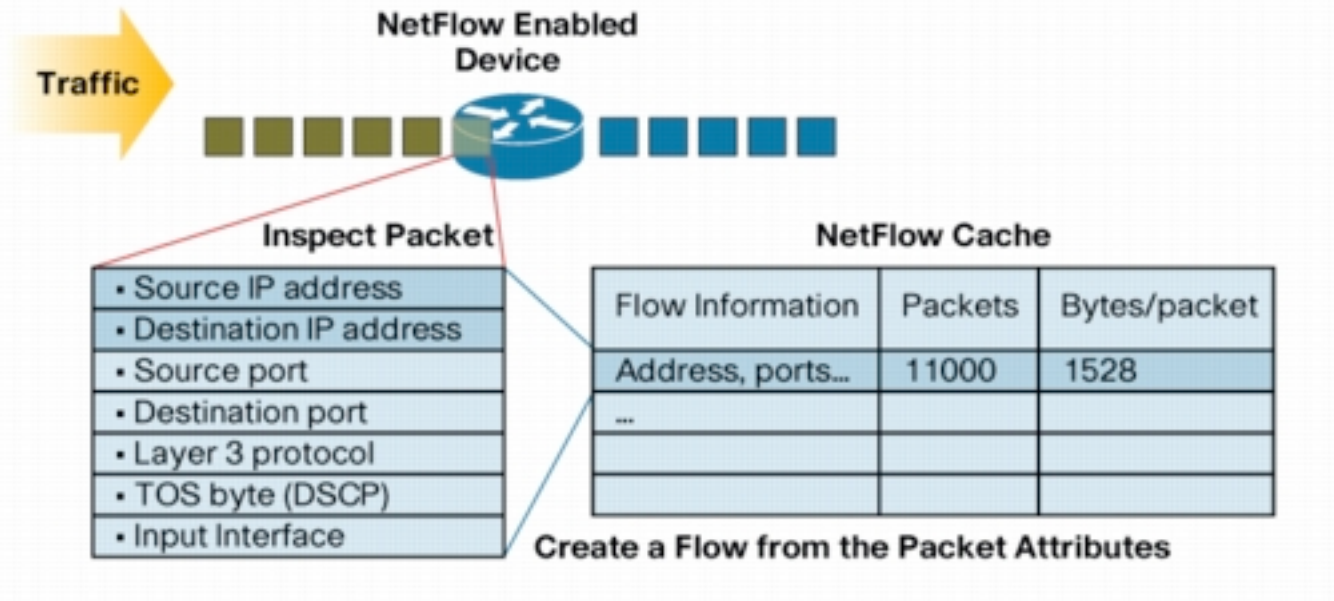 NetFlow Enabled
Device
Traffic
Inspect Packet
NetFlow Cache
• Source IP address
• Destination IP address
• Source port
• Destination port
• Layer 3 protocol
• TOS byte (DSCP)
• Input Interface
Flow Information Packets Bytes/packet
Address, ports... 11000 1528
...
Create a Flow from the Packet Attributes